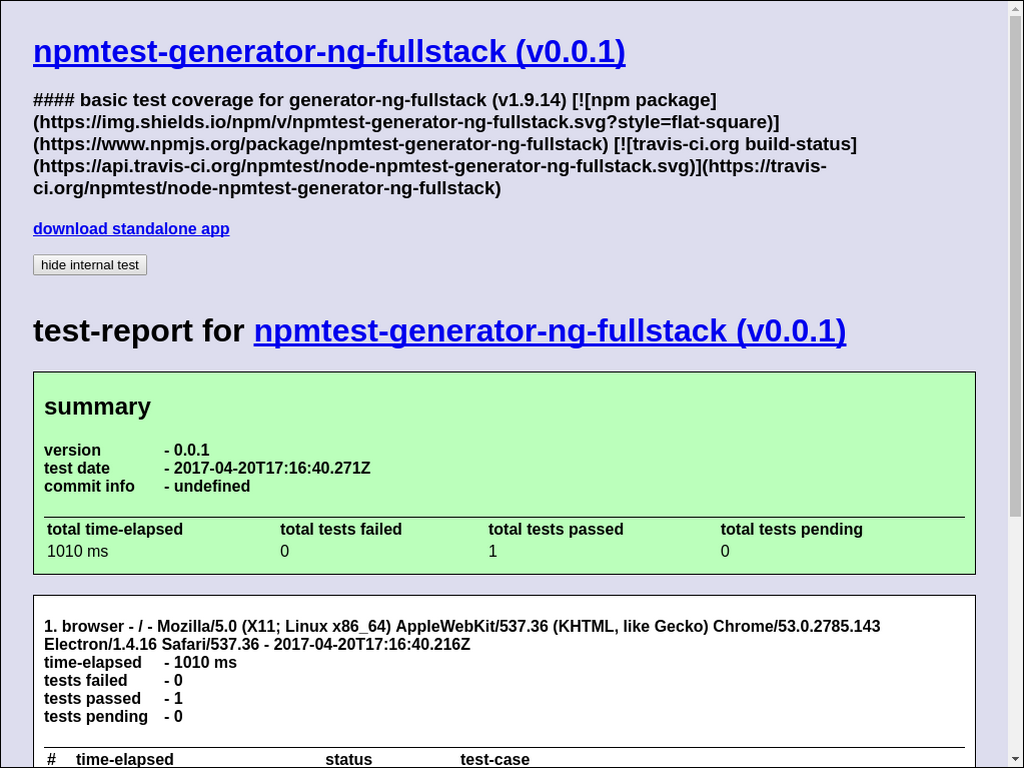 npmtest-generator-ng-fullstack (v0.0.1)
#### basic test coverage for generator-ng-fullstack (v1.9.14) [![npm package]
(https://img.shields.io/npm/v/npmtest-generator-ng-fullstack.svg?style=flat-square)]
(https://www.npmjs.org/package/npmtest-generator-ng-fullstack) [![travis-ci.org build-status]
(https://api.travis-ci.org/npmtest/node-npmtest-generator-ng-fullstack.svg)](https://travis-
ci.org/npmtest/node-npmtest-generator-ng-fullstack)
download standalone app
hide internal test
test-report for npmtest-generator-ng-fullstack (v0.0.1)
summary
version - 0.0.1
test date - 2017-04-20T17:16:40.271Z
commit info - undefined
total time-elapsed total tests failed total tests passed total tests pending
1010 ms 0 1 0
1. browser - / - Mozilla/5.0 (X11; Linux x86_64) AppleWebKit/537.36 (KHTML, like Gecko) Chrome/53.0.2785.143
Electron/1.4.16 Safari/537.36 - 2017-04-20T17:16:40.216Z
time-elapsed - 1010 ms
tests failed - 0
tests passed - 1
tests pending - 0
# time-elapsed status test-case